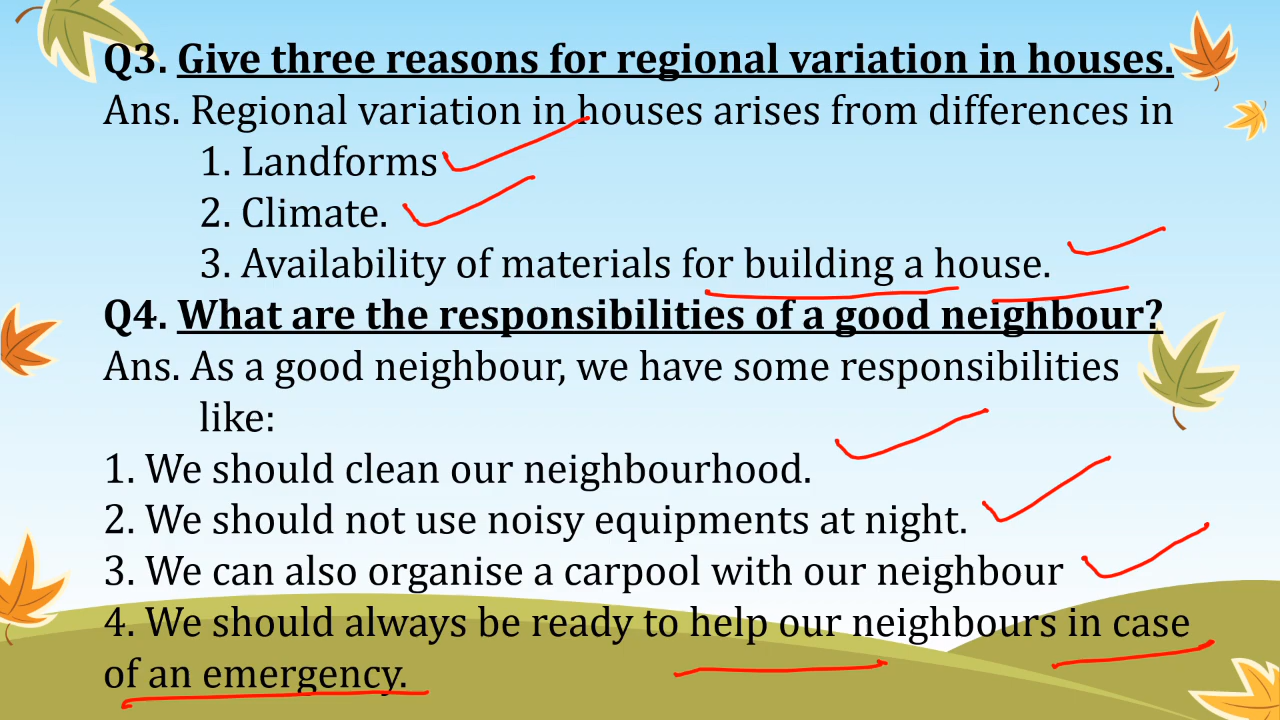 Q3. Give three reasons for regional variation in houses.
Ans. Regional variation in houses arises from differences in
1. Landforms
2. Climate.
3. Availability of materials for building a house.
Q4. What are the responsibilities of a good neighbour?
Ans. As a good neighbour, we have some responsibilities
like:
1. We should clean our neighbourhood.
2. We should not use noisy equipments at night.
3. We can also organise a carpool with our neighbour
4. We should always be ready to help our neighbours in case
of an emergency.